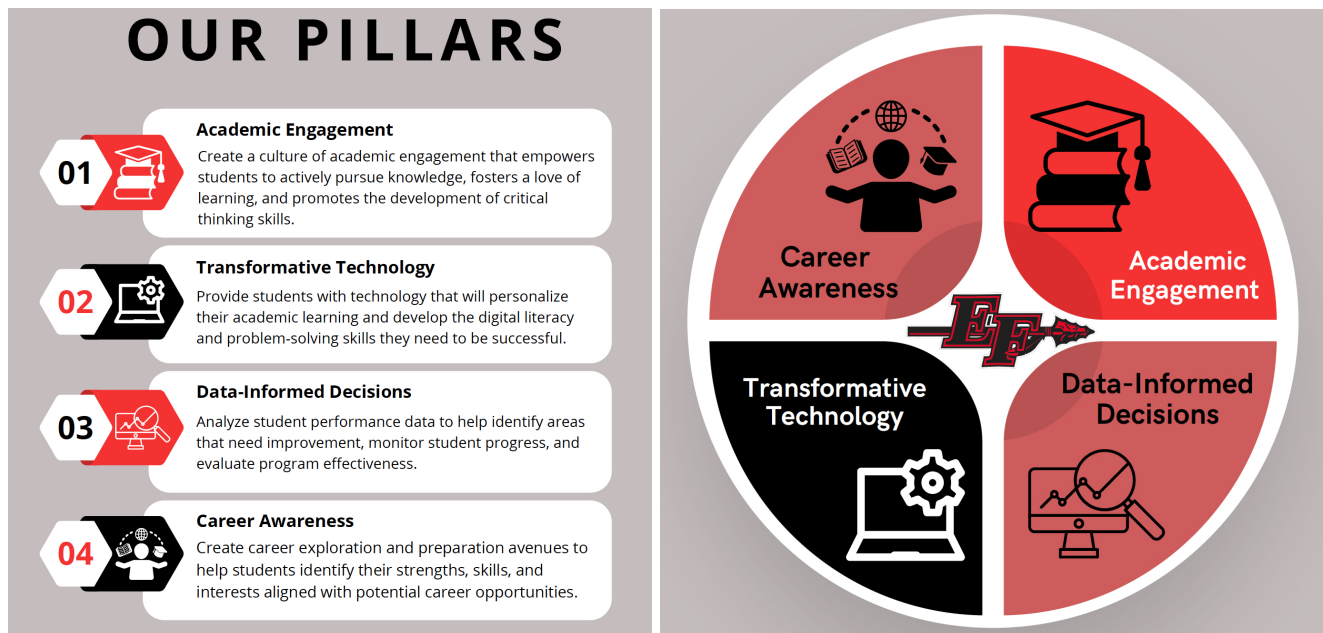 OUR PILLARS
01
Academic Engagement
Create a culture of academic engagement that empowers
students to actively pursue knowledge, fosters a love of
learning, and promotes the development of critical
thinking skills.
02
Transformative Technology
Provide students with technology that will personalize
their academic learning and develop the digital literacy
and problem-solving skills they need to be successful.
03
Data-Informed Decisions
Analyze student performance data to help identify areas
that need improvement, monitor student progress, and
evaluate program effectiveness.
04
Career Awareness
Create career exploration and preparation avenues to
help students identify their strengths, skills, and
interests aligned with potential career opportunities.
Career
Awareness
Academic
Engagement
EF
Transformative
Technology
Data-Informed
Decisions